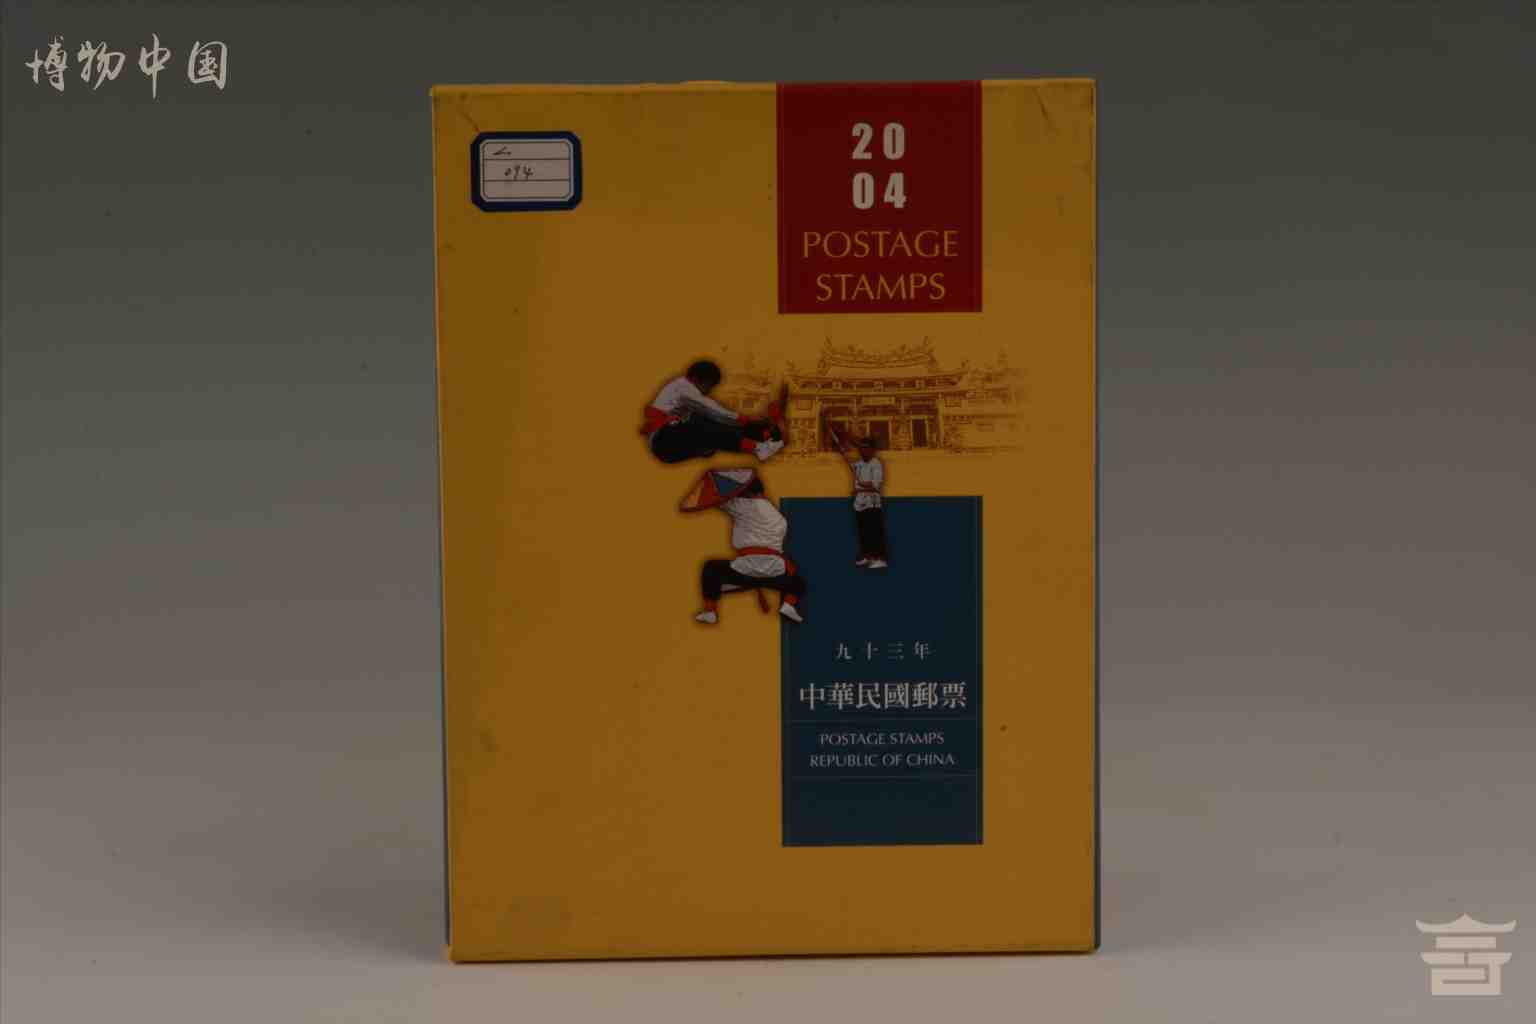 博物中国
20
04
POSTAGE
STAMPS
094
九十三年
中華民國郵票
POSTAGE STAMPS
REPUBLIC OF CHINA